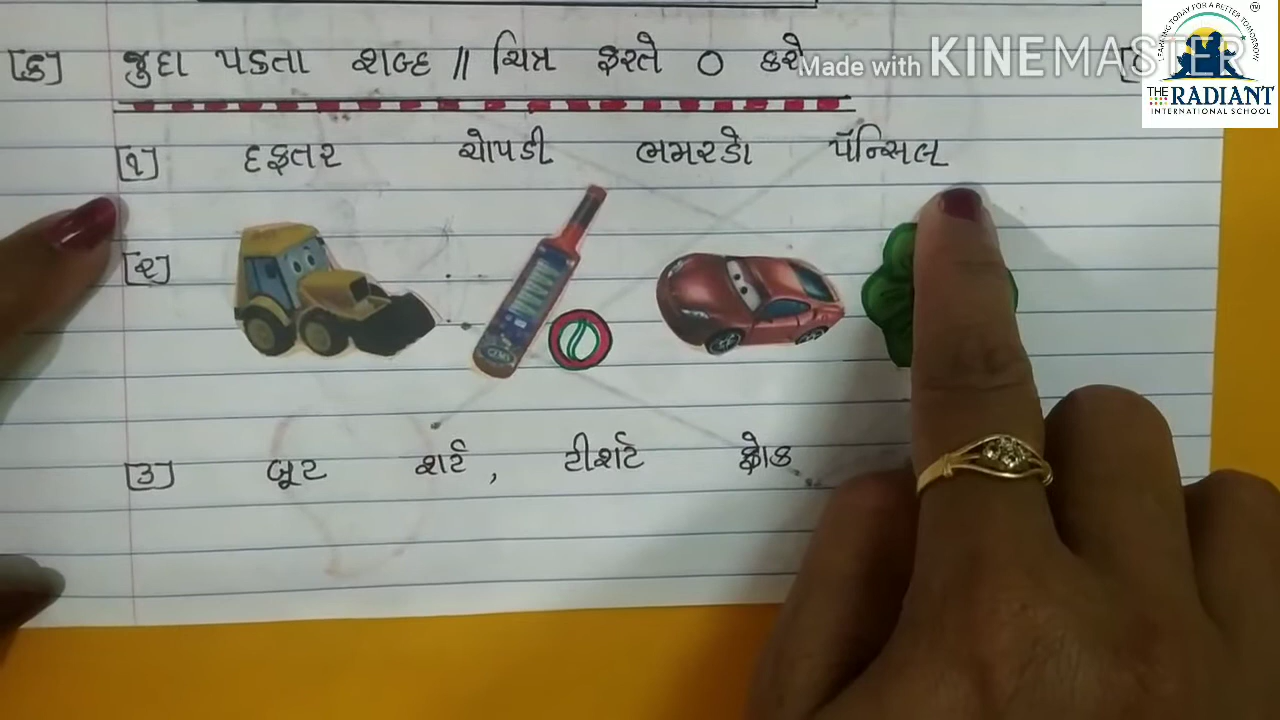 [ક] જુદા પડતા શબ્દ // ચિત્ર ફરતે O કરો
Made with KINEMASTER
THE RADIANT
INTERNATIONAL SCHOOL
[૧] દફતર ચોપડી ભમરડો પૅન્સિલ
[૨]
[૩] બૂટ શર્ટ, ટીશર્ટ ફ્રોક